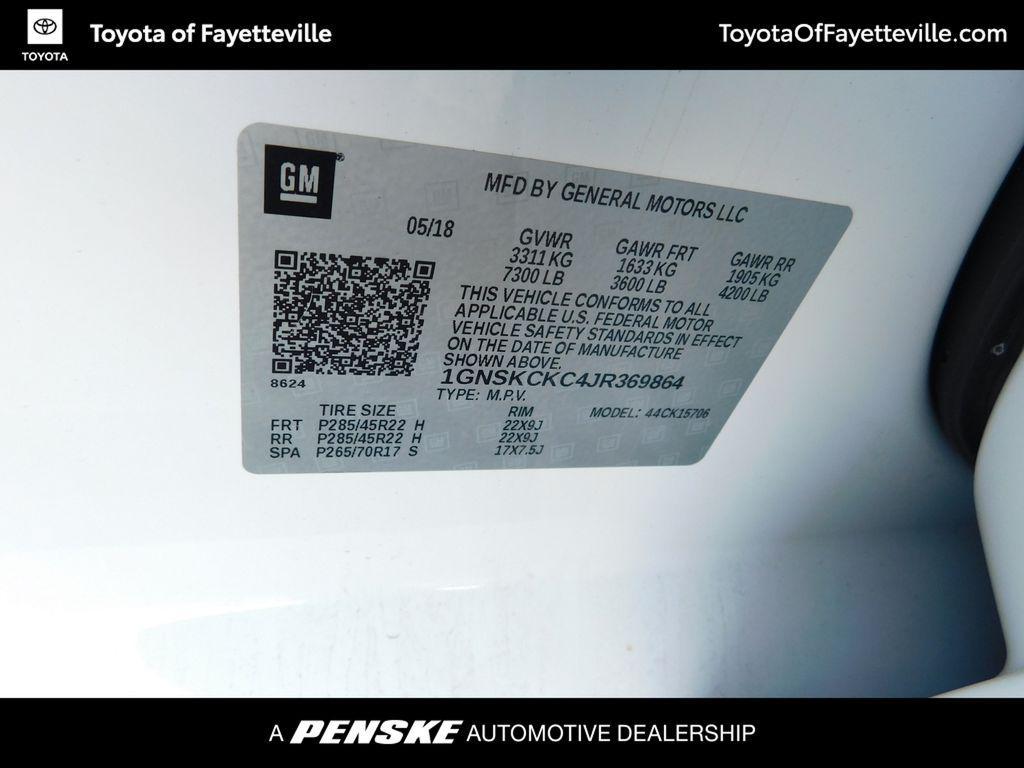 TOYOTA
Toyota of Fayetteville
ToyotaOfFayetteville.com
GM
MFD BY GENERAL MOTORS LLC
05/18
GVWR GAWR FRT GAWR RR
3311 KG 1633 KG 1905 KG
7300 LB 3600 LB 4200 LB
THIS VEHICLE CONFORMS TO ALL
APPLICABLE U.S. FEDERAL MOTOR
VEHICLE SAFETY STANDARDS IN EFFECT
ON THE DATE OF MANUFACTURE
SHOWN ABOVE.
8624
1GNSKCKC4JR369864
TYPE: M.P.V.
TIRE SIZE RIM MODEL: 44CK15706
FRT P285/45R22 H 22X9J
RR P285/45R22 H 22X9J
SPA P265/70R17 S 17X7.5J
A PENSKE AUTOMOTIVE DEALERSHIP